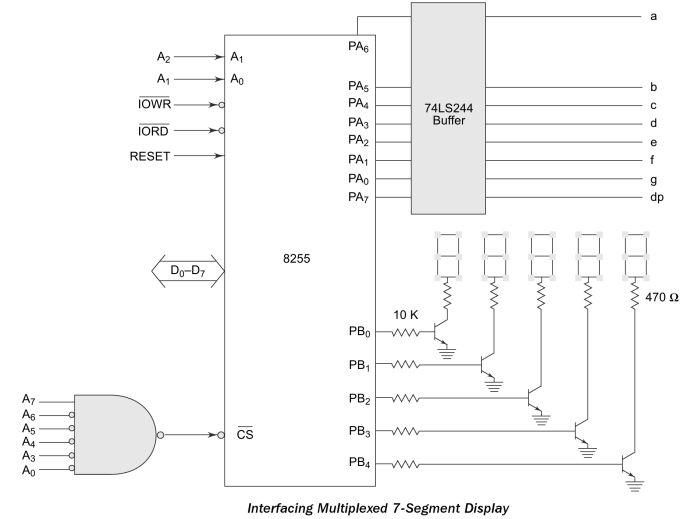 PA₆
a
A₂
A₁
A₁
A₀
IOWR
IORD
RESET
PA₅
PA₄
PA₃
PA₂
PA₁
PA₀
PA₇
74LS244
Buffer
b
c
d
e
f
g
dp
8255
D₀–D₇
470 Ω
10 K
PB₀
PB₁
PB₂
PB₃
PB₄
A₇
A₆
A₅
A₄
A₃
A₀
CS
Interfacing Multiplexed 7-Segment Display